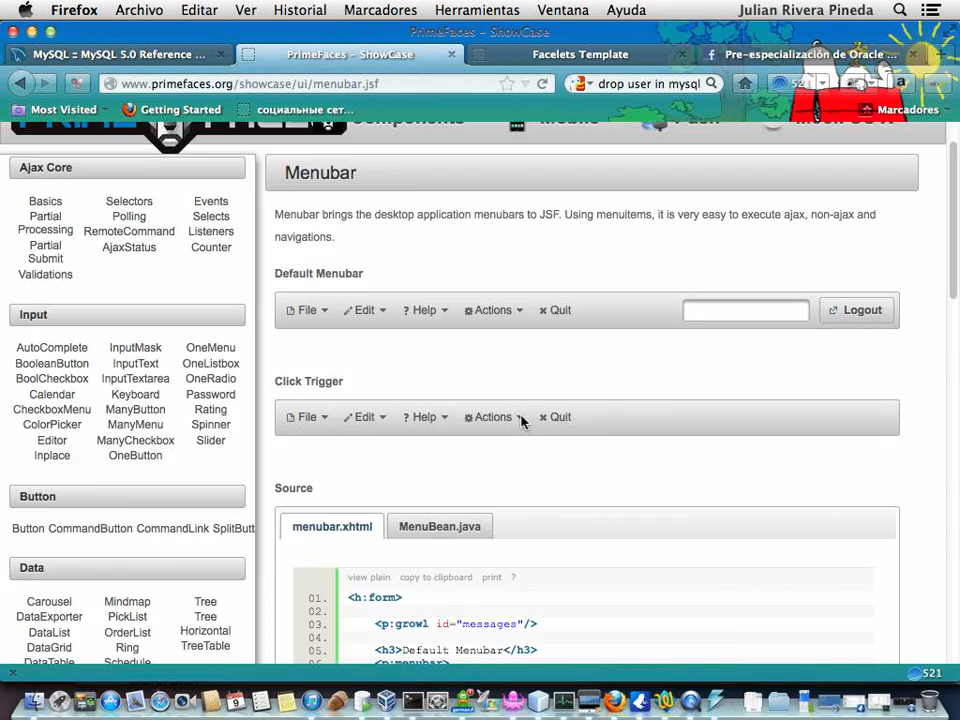 Firefox Archivo Editar Ver Historial Marcadores Herramientas Ventana Ayuda Julian Rivera Pineda
PrimeFaces – ShowCase
MySQL :: MySQL 5.0 Reference ... PrimeFaces – ShowCase Facelets Template Pre-especialización de Oracle ...
www.primefaces.org/showcase/ui/menubar.jsf drop user in mysql
Most Visited Getting Started социальные сет... Marcadores
Ajax Core
Basics Selectors Events
Partial Processing Polling Selects
RemoteCommand Listeners
Partial Submit AjaxStatus Counter
Validations
Input
AutoComplete InputMask OneMenu
BooleanButton InputText OneListbox
BoolCheckbox InputTextarea OneRadio
Calendar Keyboard Password
CheckboxMenu ManyButton Rating
ColorPicker ManyMenu Spinner
Editor ManyCheckbox Slider
Inplace OneButton
Button
Button CommandButton CommandLink SplitButt
Data
Carousel Mindmap Tree
DataExporter PickList Tree Horizontal
DataList OrderList
DataGrid Ring TreeTable
DataTable Schedule
Menubar
Menubar brings the desktop application menubars to JSF. Using menuitems, it is very easy to execute ajax, non-ajax and
navigations.
Default Menubar
File Edit ? Help Actions Quit Logout
Click Trigger
File Edit ? Help Actions Quit
Source
menubar.xhtml MenuBean.java
view plain copy to clipboard print ?
01. <h:form>
02.
03. <p:growl id="messages"/>
04.
05. <h3>Default Menubar</h3>
06. <p:menubar>
521